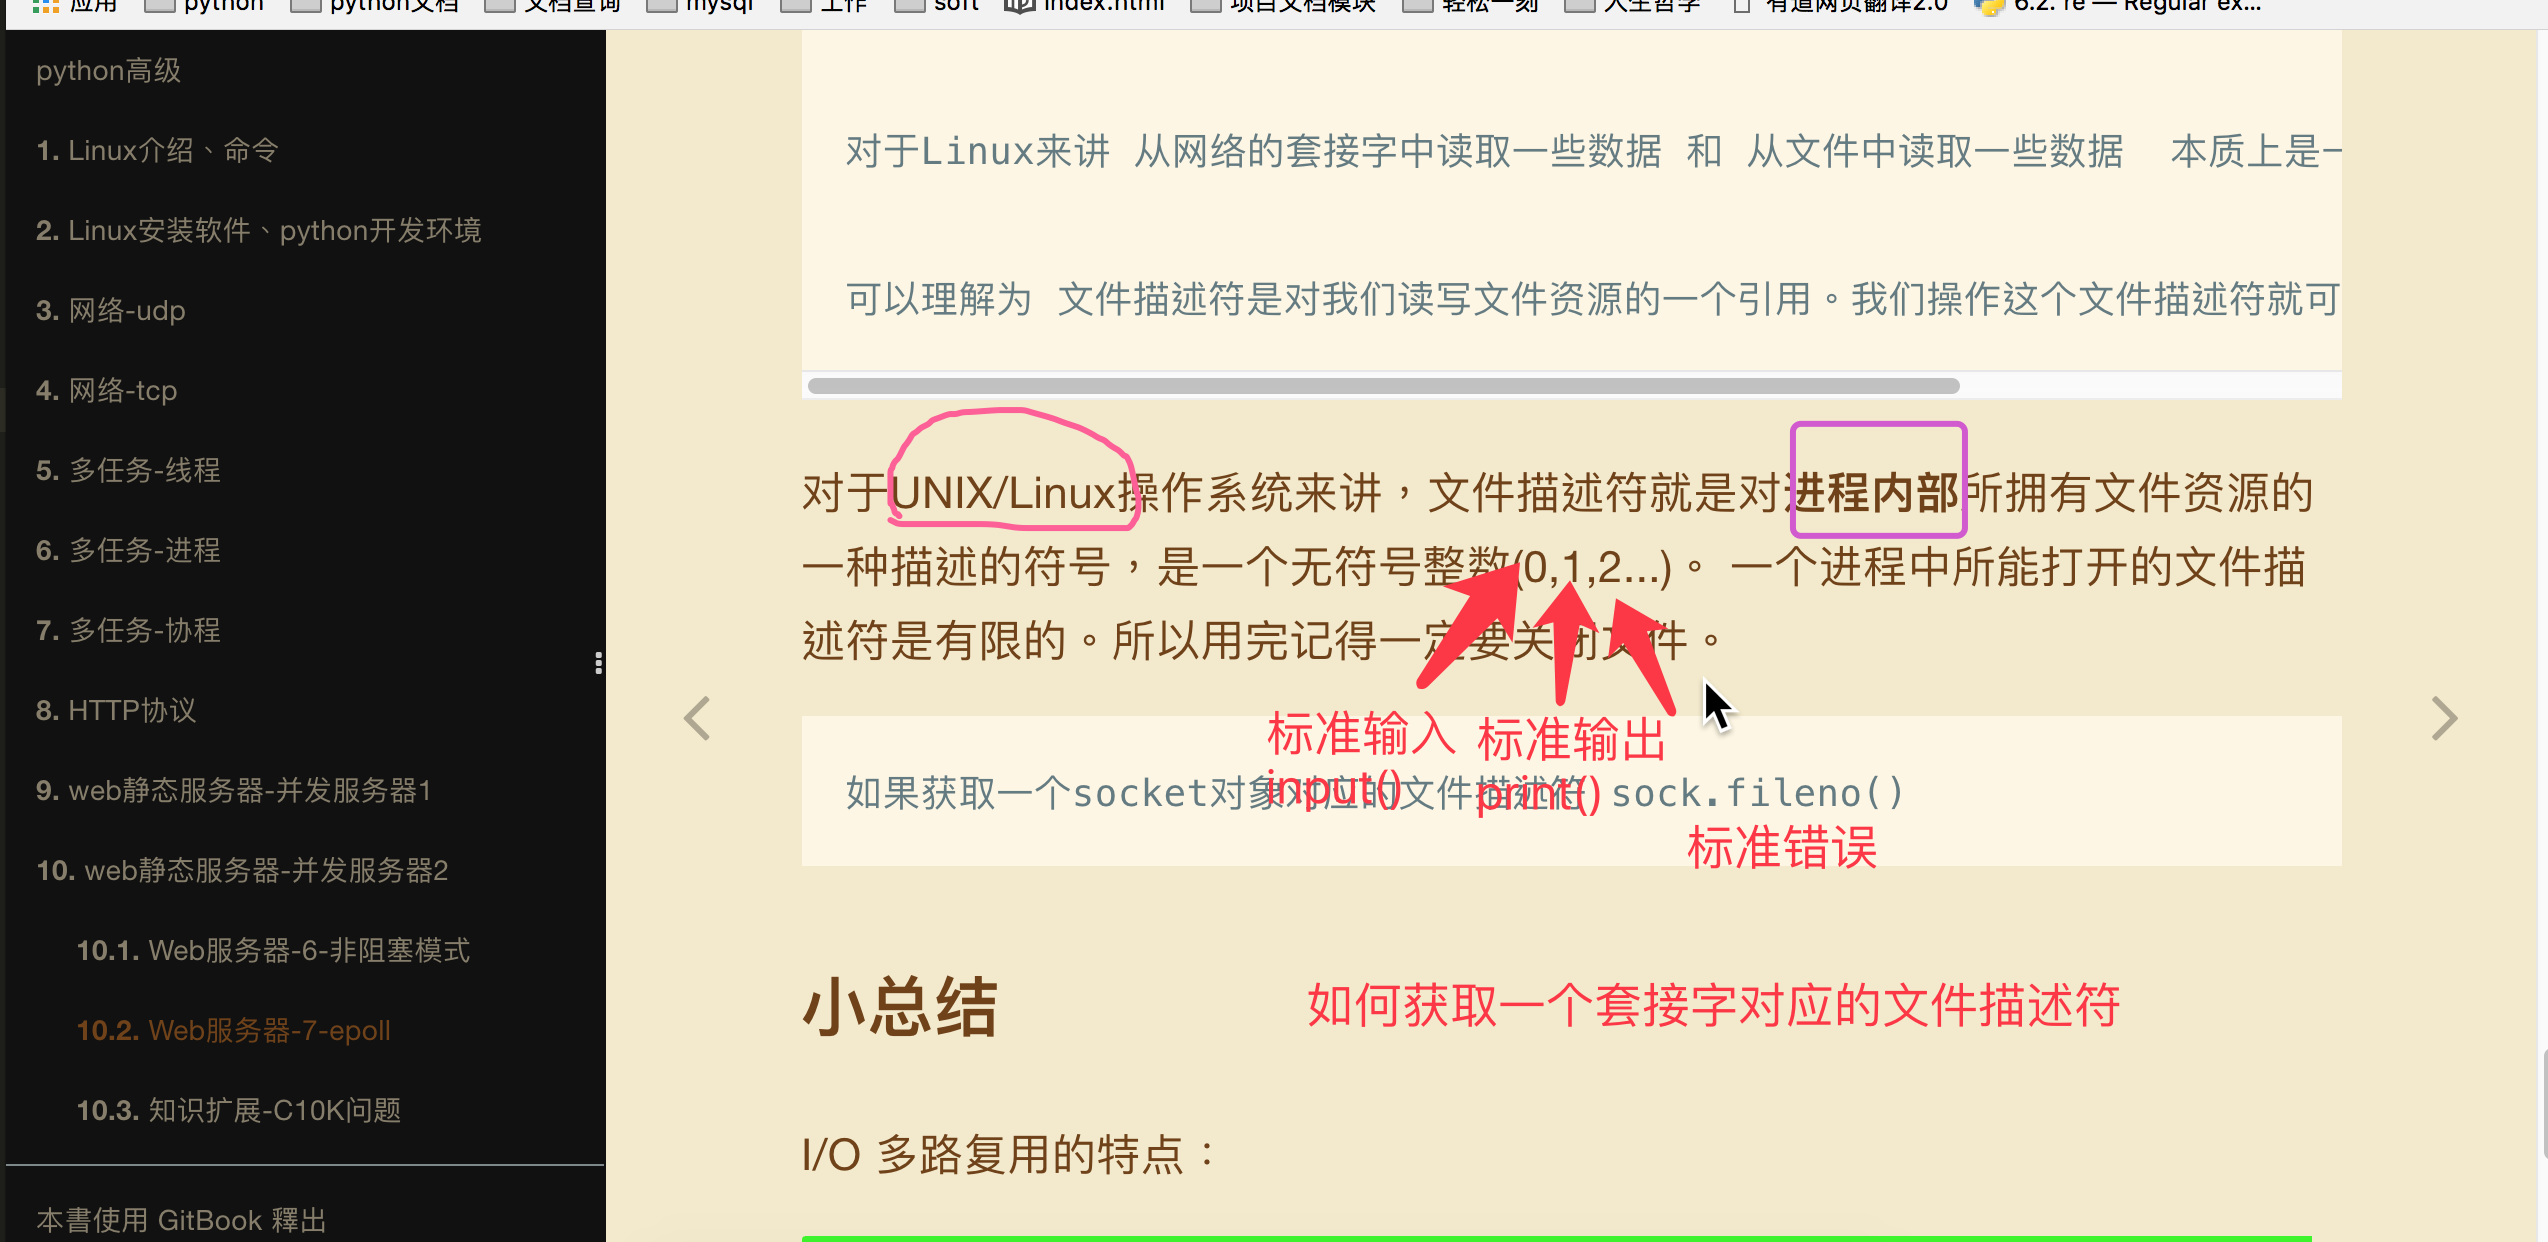 应用 python python文档 文档查询 mysql 工作 soft index.html 项目文档模块 轻松一刻 人生哲学 有道网页翻译2.0 6.2. re — Regular ex...
python高级
1. Linux介绍、命令
2. Linux安装软件、python开发环境
3. 网络-udp
4. 网络-tcp
5. 多任务-线程
6. 多任务-进程
7. 多任务-协程
8. HTTP协议
9. web静态服务器-并发服务器1
10. web静态服务器-并发服务器2
10.1. Web服务器-6-非阻塞模式
10.2. Web服务器-7-epoll
10.3. 知识扩展-C10K问题
本書使用 GitBook 釋出
对于Linux来讲 从网络的套接字中读取一些数据 和 从文件中读取一些数据 本质上是一
可以理解为 文件描述符是对我们读写文件资源的一个引用。我们操作这个文件描述符就可
对于UNIX/Linux操作系统来讲，文件描述符就是对进程内部所拥有文件资源的
一种描述的符号，是一个无符号整数(0,1,2...)。 一个进程中所能打开的文件描
述符是有限的。所以用完记得一定要关闭文件。
标准输入 标准输出
input() print()
如果获取一个socket对象对应的文件描述符 sock.fileno()
标准错误
小总结
如何获取一个套接字对应的文件描述符
I/O 多路复用的特点：